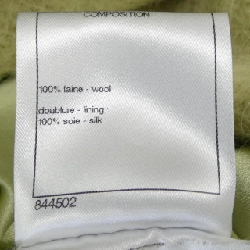 COMPOSITION
100% laine - wool
doublure - lining
100% soie - silk
844502